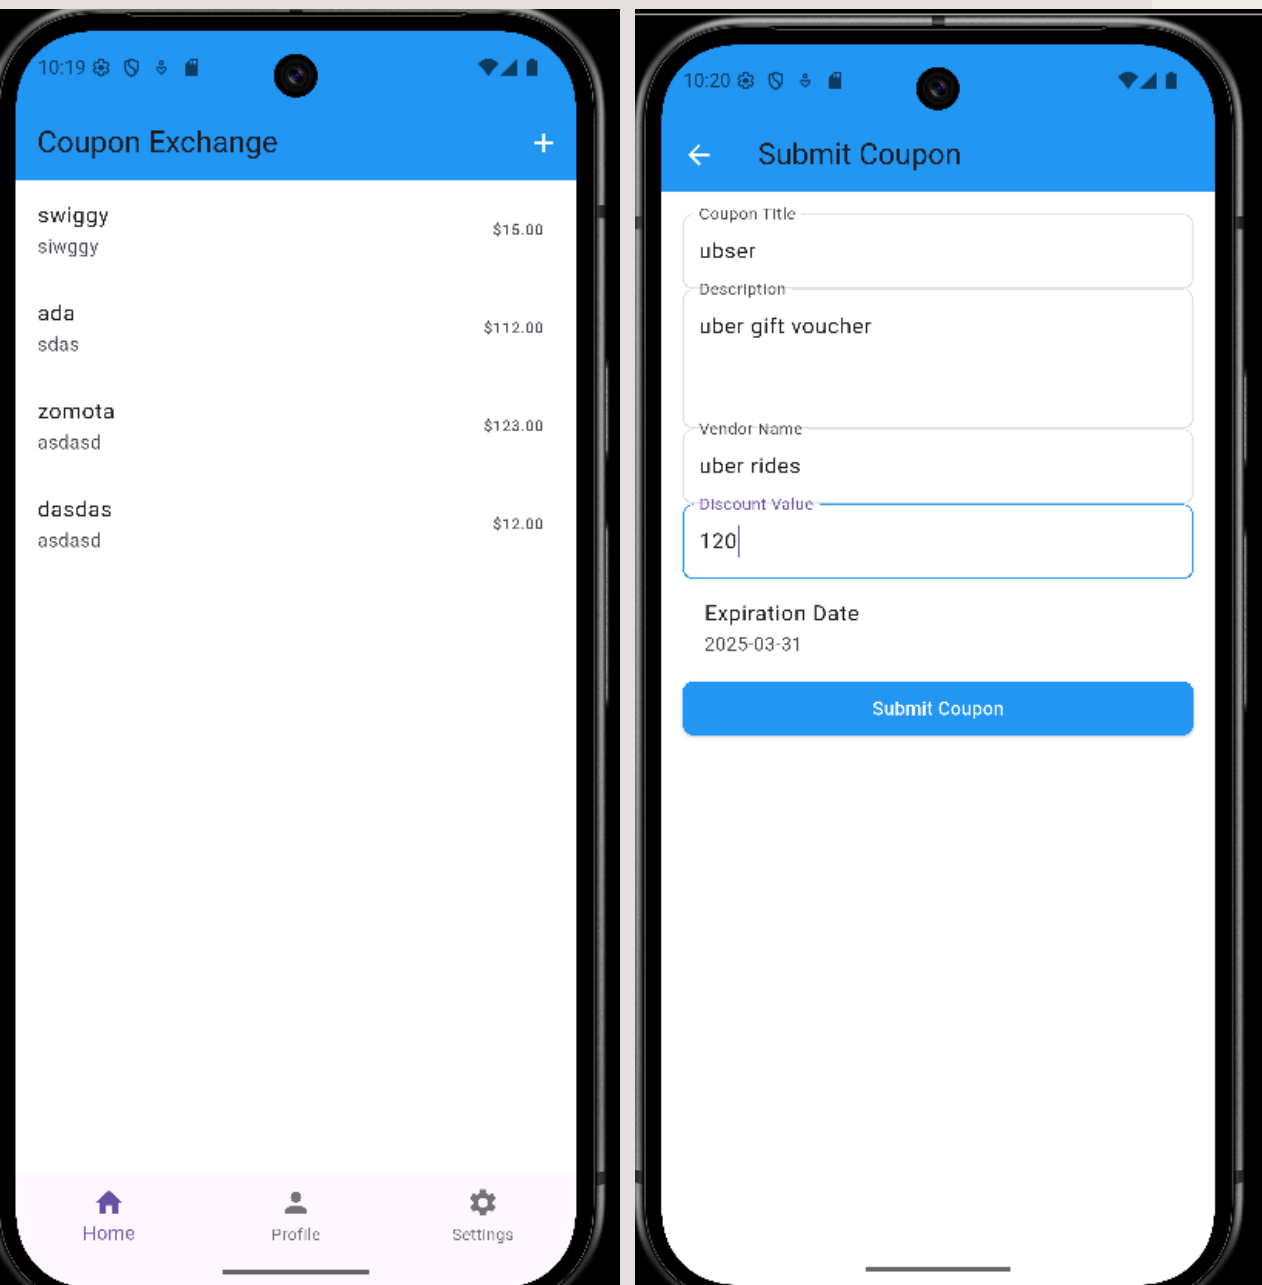 10:19
Coupon Exchange
+
swiggy
siwggy
$15.00
ada
sdas
$112.00
zomota
asdasd
$123.00
dasdas
asdasd
$12.00
Home
Profile
Settings
10:20
Submit Coupon
Coupon Title
ubser
Description
uber gift voucher
Vendor Name
uber rides
Discount Value
120
Expiration Date
2025-03-31
Submit Coupon